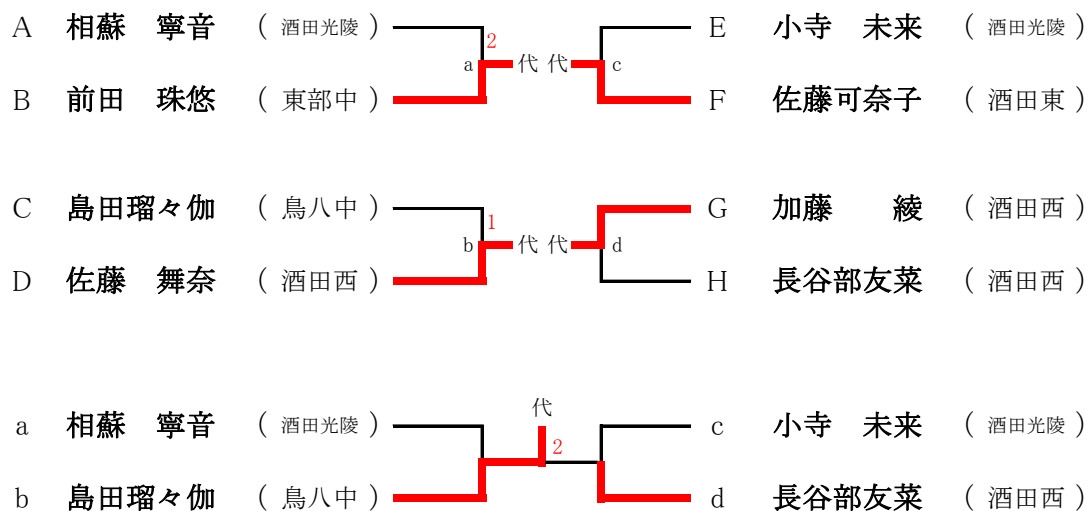 A 相蘇 寧音 ( 酒田光陵 ) E 小寺 未来 ( 酒田光陵 )
2
a 代 代 c
B 前田 珠悠 ( 東部中 ) F 佐藤可奈子 ( 酒田東 )
C 島田瑠々伽 ( 鳥八中 ) G 加藤 綾 ( 酒田西 )
1
b 代 代 d
D 佐藤 舞奈 ( 酒田西 ) H 長谷部友菜 ( 酒田西 )
代
a 相蘇 寧音 ( 酒田光陵 ) c 小寺 未来 ( 酒田光陵 )
2
b 島田瑠々伽 ( 鳥八中 ) d 長谷部友菜 ( 酒田西 )